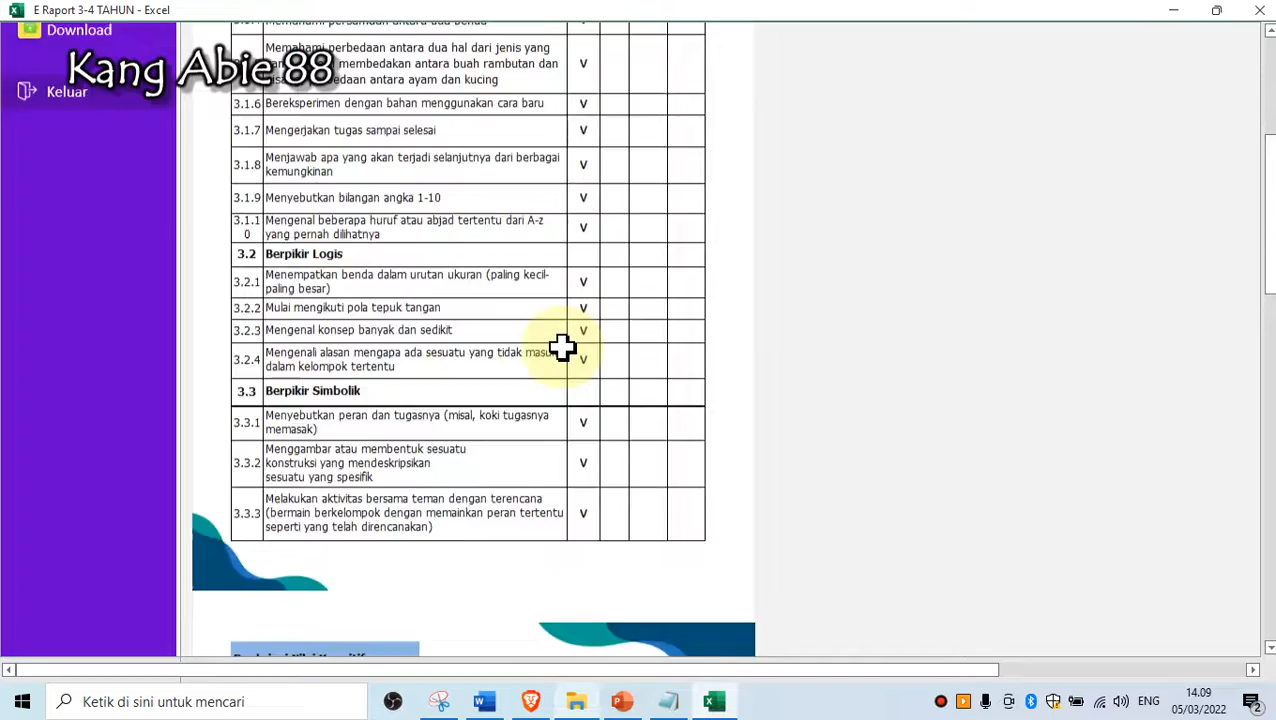 E Raport 3-4 TAHUN - Excel
Download
Kang Abie 88
Keluar
Memahami perbedaan antara dua hal dari jenis yang
membedakan antara buah rambutan dan
antara ayam dan kucing V
3.1.6 Bereksperimen dengan bahan menggunakan cara baru V
3.1.7 Mengerjakan tugas sampai selesai V
3.1.8 Menjawab apa yang akan terjadi selanjutnya dari berbagai
kemungkinan V
3.1.9 Menyebutkan bilangan angka 1-10 V
3.1.1
0 Mengenal beberapa huruf atau abjad tertentu dari A-z
yang pernah dilihatnya V
3.2 Berpikir Logis
3.2.1 Menempatkan benda dalam urutan ukuran (paling kecil-
paling besar) V
3.2.2 Mulai mengikuti pola tepuk tangan V
3.2.3 Mengenal konsep banyak dan sedikit V
3.2.4 Mengenali alasan mengapa ada sesuatu yang tidak
dalam kelompok tertentu V
3.3 Berpikir Simbolik
3.3.1 Menyebutkan peran dan tugasnya (misal, koki tugasnya
memasak) V
3.3.2 Menggambar atau membentuk sesuatu
konstruksi yang mendeskripsikan
sesuatu yang spesifik V
3.3.3 Melakukan aktivitas bersama teman dengan terencana
(bermain berkelompok dengan memainkan peran tertentu
seperti yang telah direncanakan) V
Ketik di sini untuk mencari
14.09
05/03/2022
2